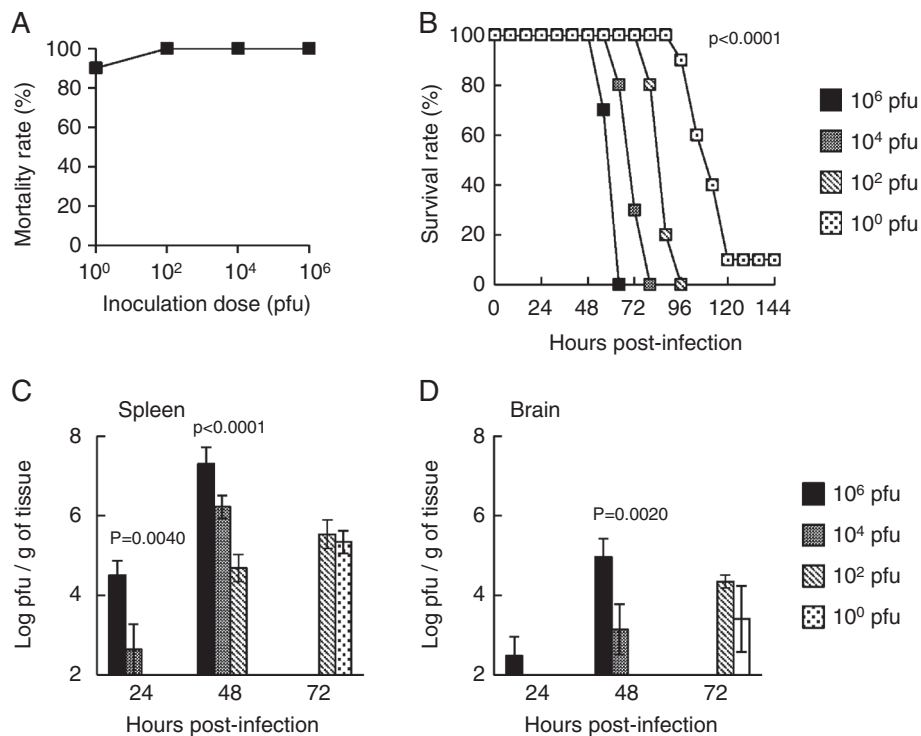 A
Mortality rate (%)
100
80
60
40
20
0
10⁰ 10² 10⁴ 10⁶
Inoculation dose (pfu)
B
p<0.0001
Survival rate (%)
100
80
60
40
20
0
0 24 48 72 96 120 144
Hours post-infection
10⁶ pfu
10⁴ pfu
10² pfu
10⁰ pfu
C
Spleen
p<0.0001
P=0.0040
Log pfu / g of tissue
8
6
4
2
24 48 72
Hours post-infection
D
Brain
P=0.0020
Log pfu / g of tissue
8
6
4
2
24 48 72
Hours post-infection
10⁶ pfu
10⁴ pfu
10² pfu
10⁰ pfu